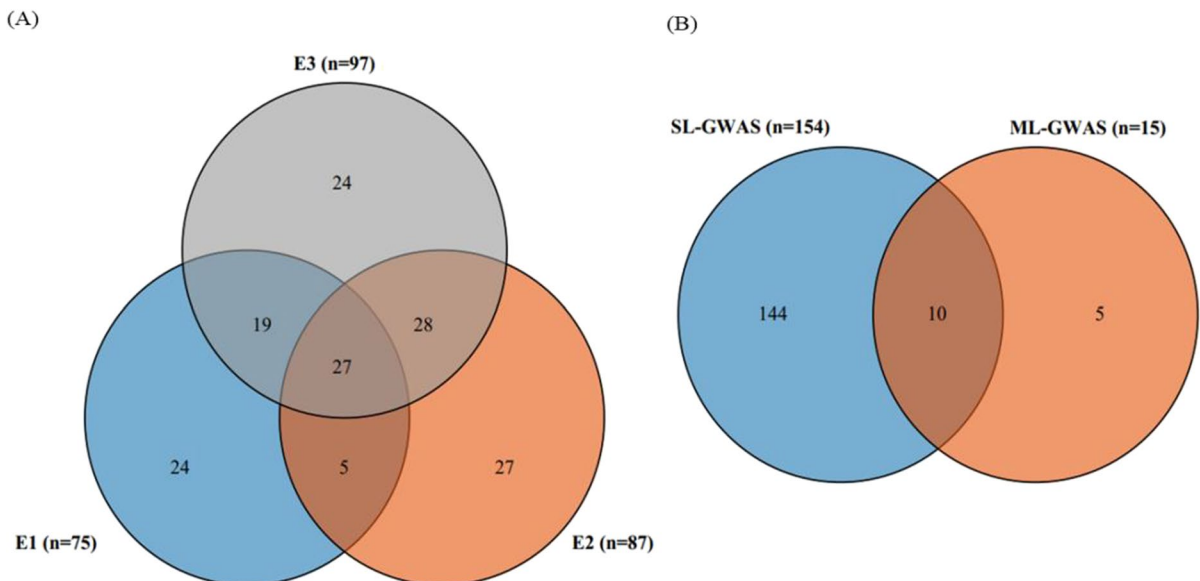 (A)
(B)
E3 (n=97)
24
19
28
27
24
5
27
E1 (n=75)
E2 (n=87)
SL-GWAS (n=154)
ML-GWAS (n=15)
144
10
5